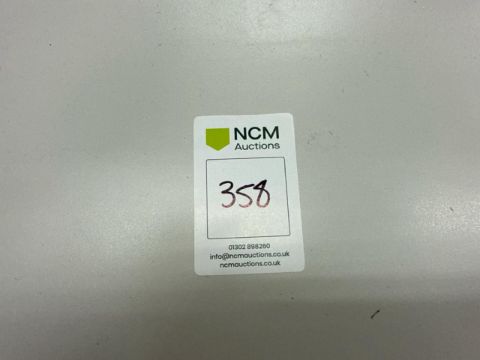 NCM
Auctions
358
01302 898260
info@ncmauctions.co.uk
ncmauctions.co.uk